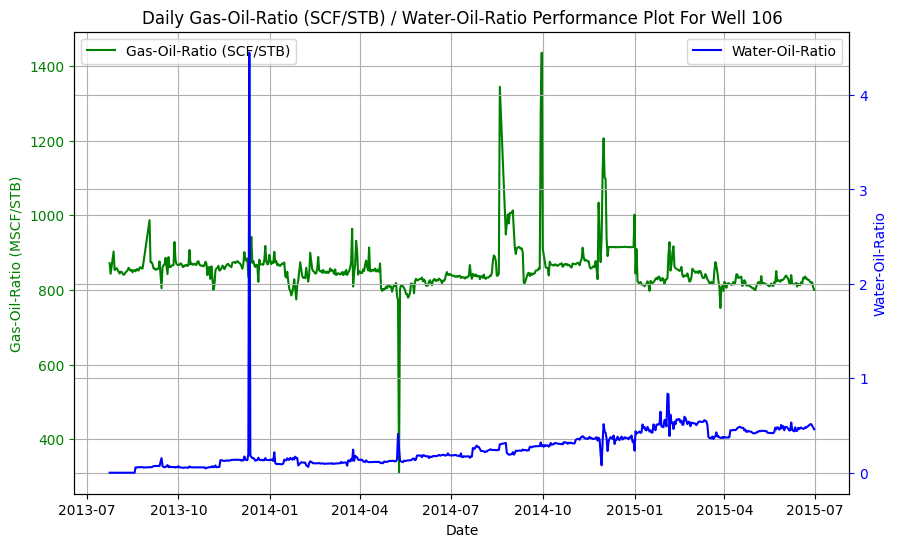 Daily Gas-Oil-Ratio (SCF/STB) / Water-Oil-Ratio Performance Plot For Well 106
Gas-Oil-Ratio (SCF/STB)
Water-Oil-Ratio
Gas-Oil-Ratio (MSCF/STB)
1400
1200
1000
800
600
400
4
3
2
1
0
Water-Oil-Ratio
2013-07 2013-10 2014-01 2014-04 2014-07 2014-10 2015-01 2015-04 2015-07
Date